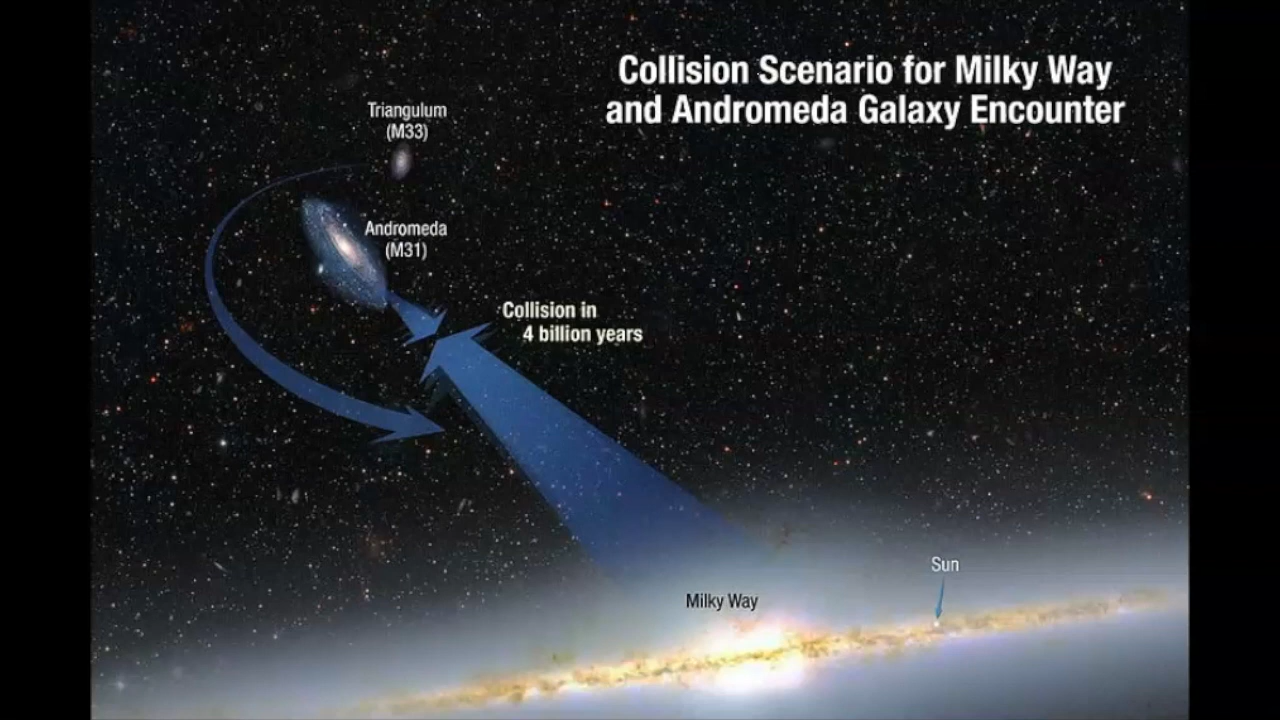 Collision Scenario for Milky Way
and Andromeda Galaxy Encounter
Triangulum
(M33)
Andromeda
(M31)
Collision in
4 billion years
Sun
Milky Way